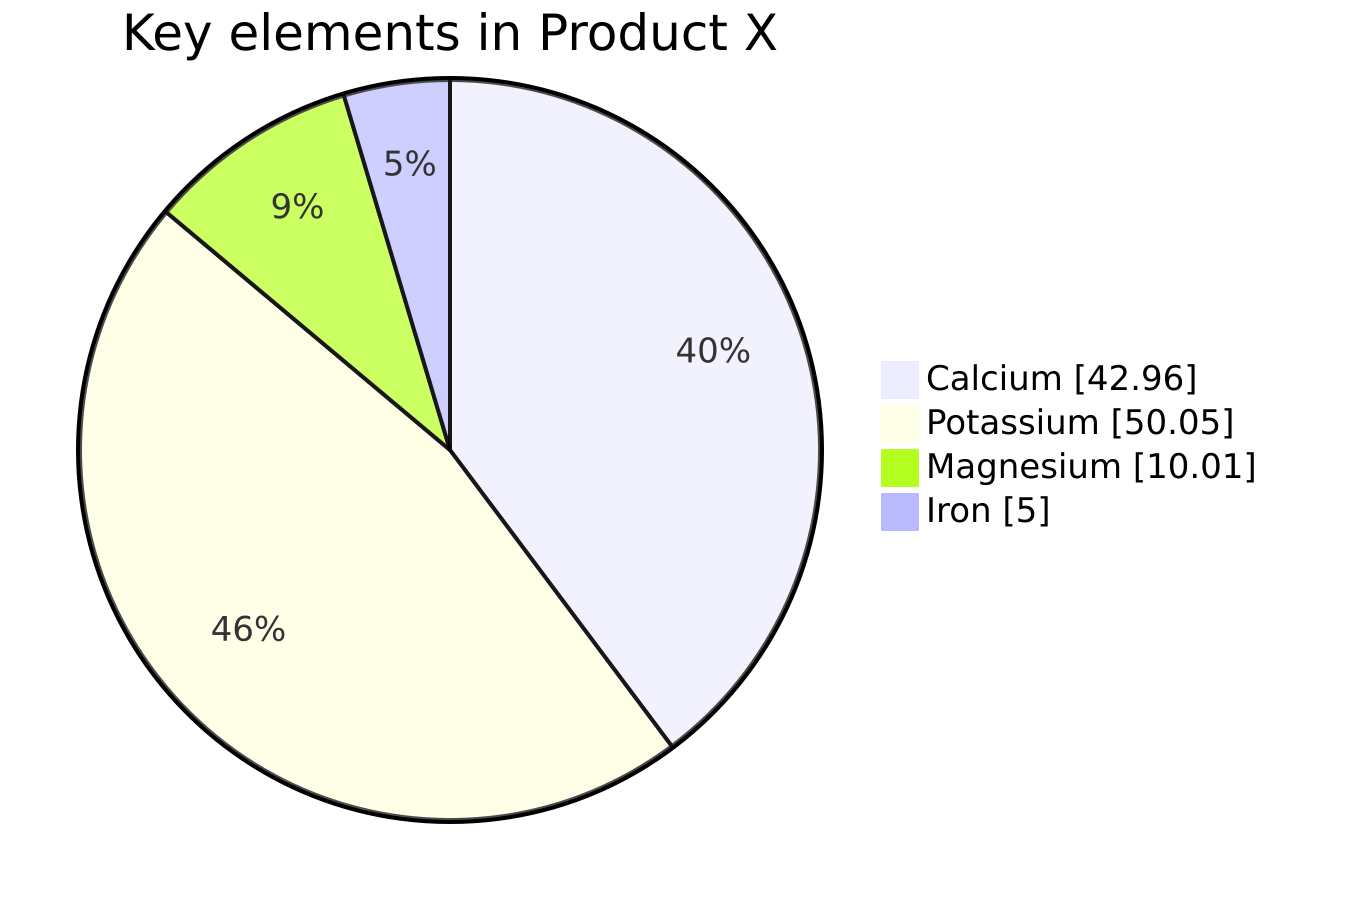 Key elements in Product X
5%
9%
40%
46%
Calcium [42.96]
Potassium [50.05]
Magnesium [10.01]
Iron [5]